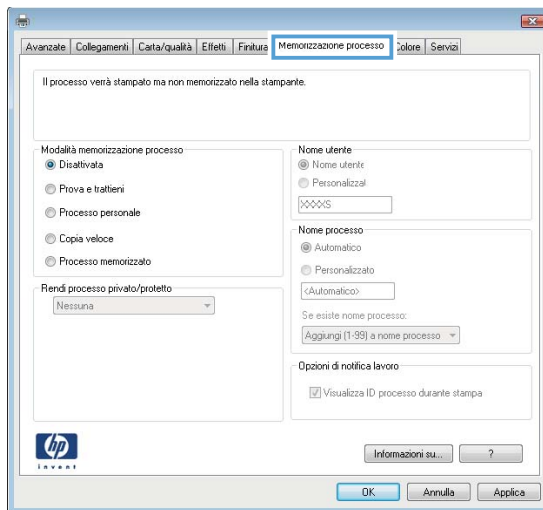 Avanzate Collegamenti Carta/qualità Effetti Finitura Memorizzazione processo Colore Servizi
Il processo verrà stampato ma non memorizzato nella stampante.
Modalità memorizzazione processo
Disattivata
Prova e trattieni
Processo personale
Copia veloce
Processo memorizzato
Rendi processo privato/protetto
Nessuna
Nome utente
Nome utente
Personalizzal
XXXXS
Nome processo
Automatico
Personalizzato
<Automatico>
Se esiste nome processo:
Aggiungi (1-99) a nome processo
Opzioni di notifica lavoro
Visualizza ID processo durante stampa
hp
invent
Informazioni su... ?
OK Annulla Applica